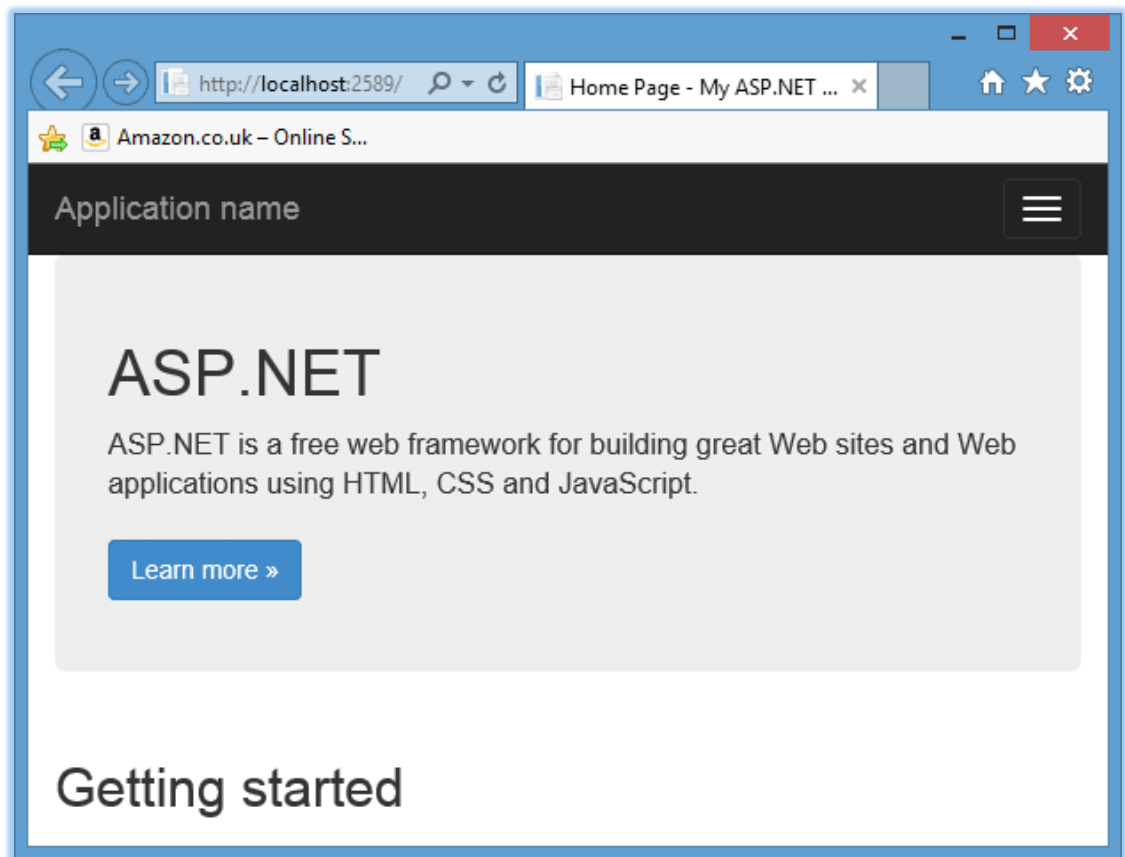 http://localhost:2589/
Home Page - My ASP.NET ...
a Amazon.co.uk – Online S...
Application name
ASP.NET
ASP.NET is a free web framework for building great Web sites and Web
applications using HTML, CSS and JavaScript.
Learn more »
Getting started